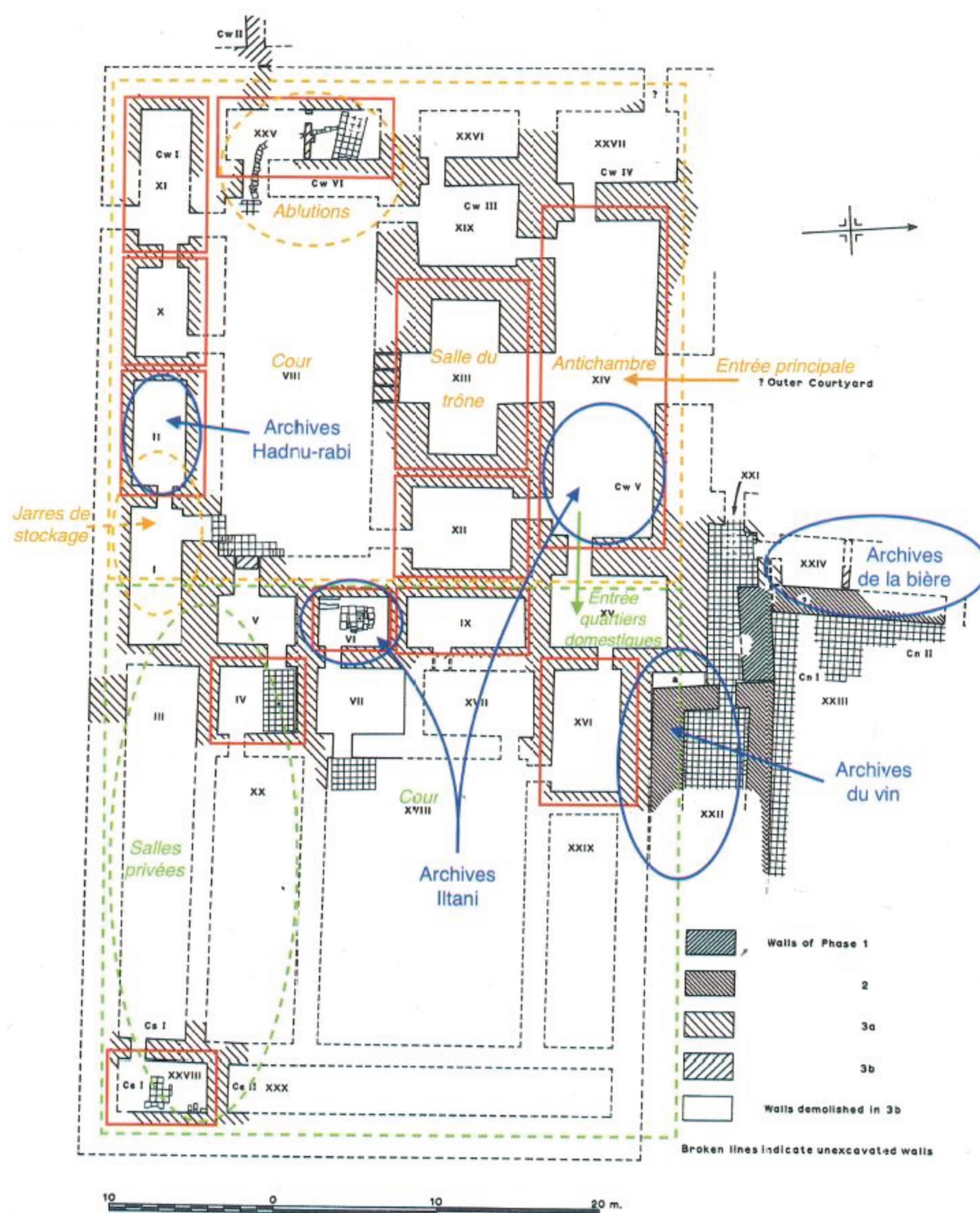 Cw II
?
XXV
XXVI
XXVII
Cw I
XI
Cw VI
Cw IV
Ablutions
Cw III
XIX
X
Cour
VIII
Salle du
trône
XIII
Antichambre
XIV
Entrée principale
? Outer Courtyard
II
Archives
Hadnu-rabi
Cw V
XXI
Jarres de
stockage
XII
I
XXIV
Archives
de la bière
?
Entrée
quartiers
domestiques
XV
V
VI
IX
Cn II
a
Cn I
XXIII
III
IV
VII
XVII
XVI
XX
Cour
XVIII
Archives
du vin
XXII
Salles
privées
XXIX
Archives
Iltani
Walls of Phase 1
2
3a
3b
Walls demolished in 3b
Broken lines indicate unexcavated walls
Cs I
Cs I
XXVIII
Cs II
XXX
10
0
10
20 m.